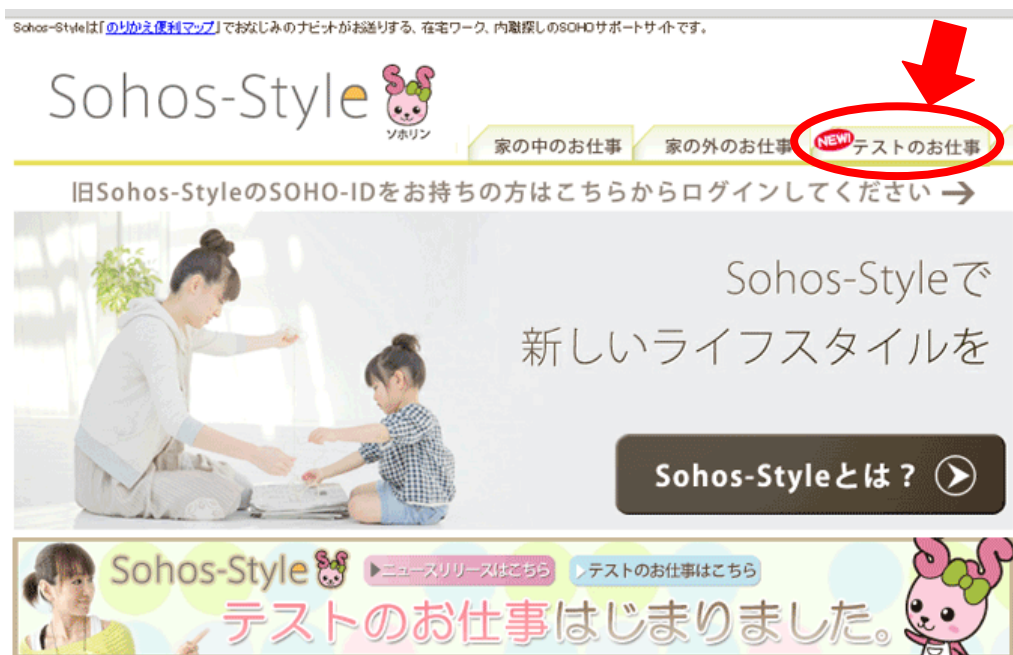 Sohos-Styleは「のりかえ便利マップ」でおなじみのナビットがお送りする、在宅ワーク、内職探しのSOHOサポートサイトです。
Sohos-Style
ソホリン
家の中のお仕事
家の外のお仕事
NEW!
テストのお仕事
旧Sohos-StyleのSOHO-IDをお持ちの方はこちらからログインしてください
Sohos-Styleで
新しいライフスタイルを
Sohos-Styleとは？
Sohos-Style
ニュースリリースはこちら
テストのお仕事はこちら
テストのお仕事はじまりました。